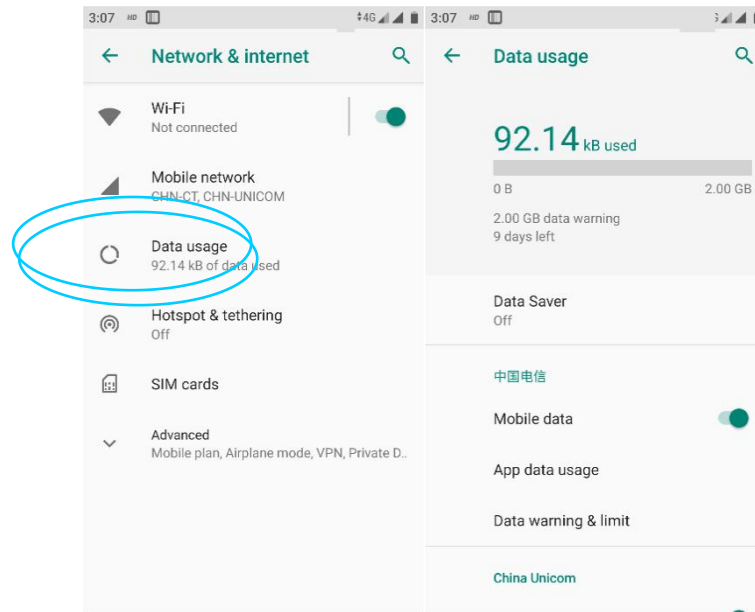 3:07 HD
4G
Network & internet
Wi-Fi
Not connected
Mobile network
CHN-CT, CHN-UNICOM
Data usage
92.14 kB of data used
Hotspot & tethering
Off
SIM cards
Advanced
Mobile plan, Airplane mode, VPN, Private D..
3:07 HD
Data usage
92.14 kB used
0 B 2.00 GB
2.00 GB data warning
9 days left
Data Saver
Off
中国电信
Mobile data
App data usage
Data warning & limit
China Unicom